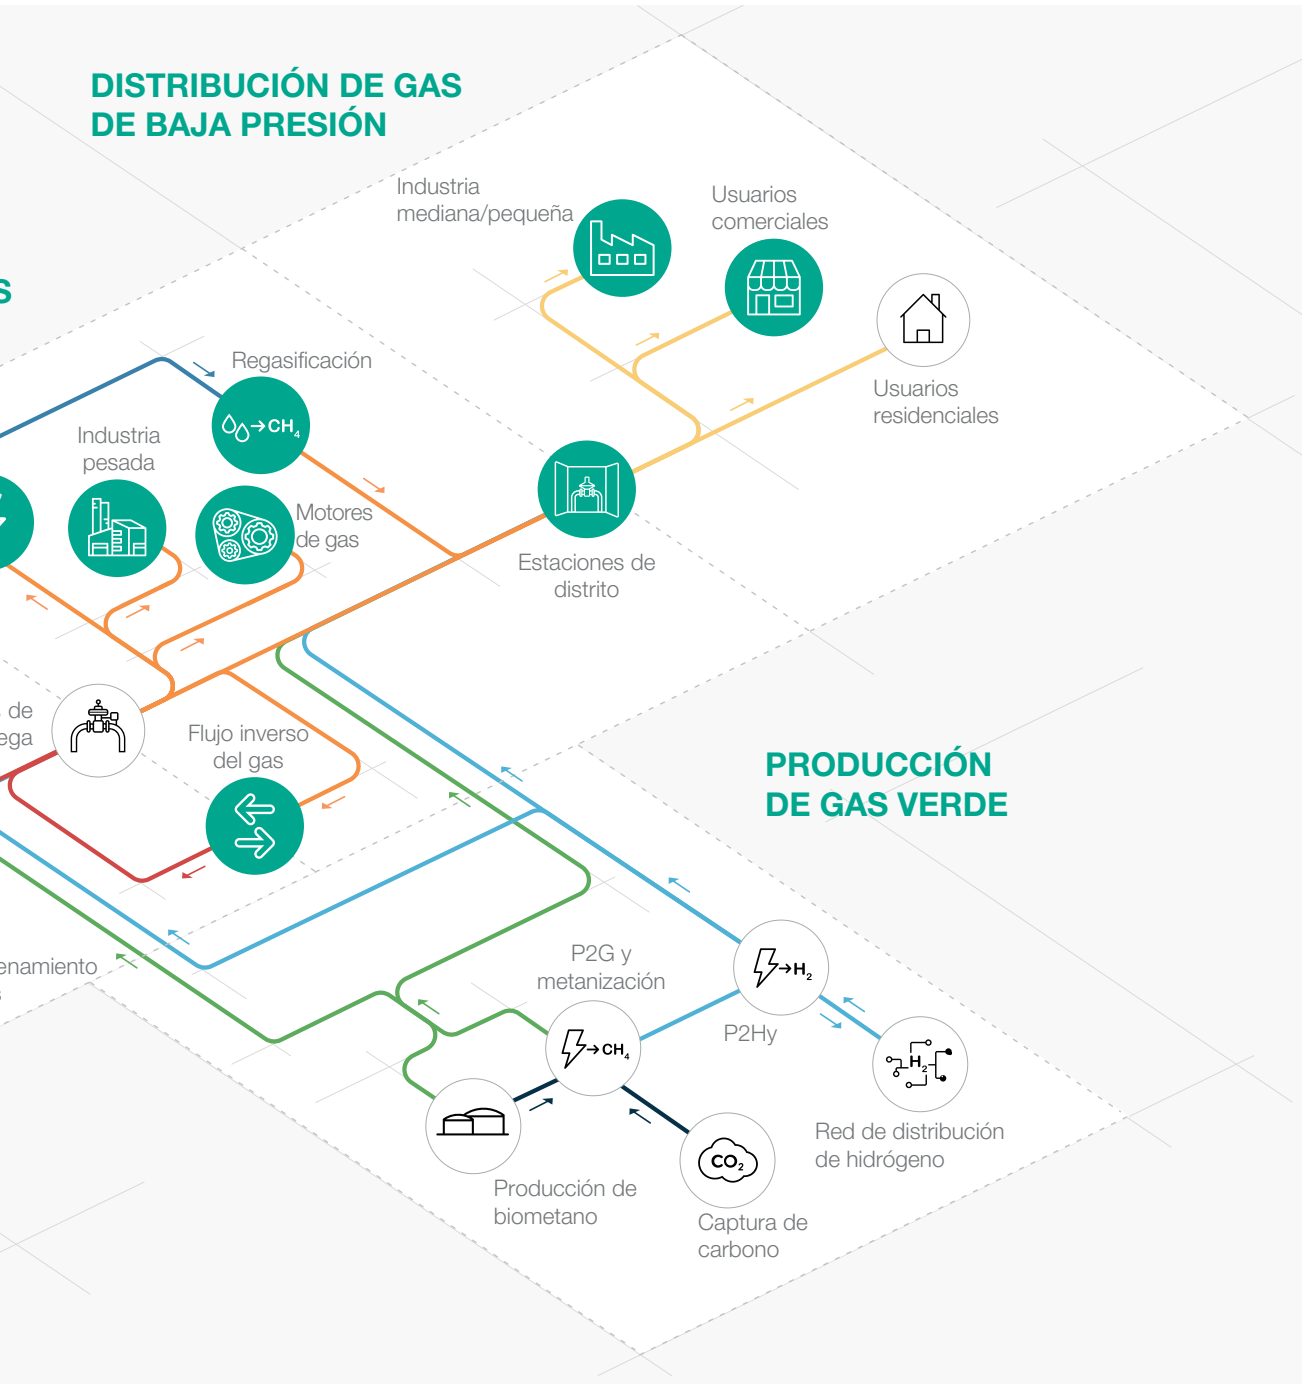 DISTRIBUCIÓN DE GAS
DE BAJA PRESIÓN
Industria
mediana/pequeña
Usuarios
comerciales
S
Usuarios
residenciales
Regasificación
CH4
Industria
pesada
Motores
de gas
Estaciones de
distrito
de
ega
Flujo inverso
del gas
PRODUCCIÓN
DE GAS VERDE
enamiento
s
P2G y
metanización
H2
P2Hy
CH4
H2
Red de distribución
de hidrógeno
CO2
Producción de
biometano
Captura de
carbono